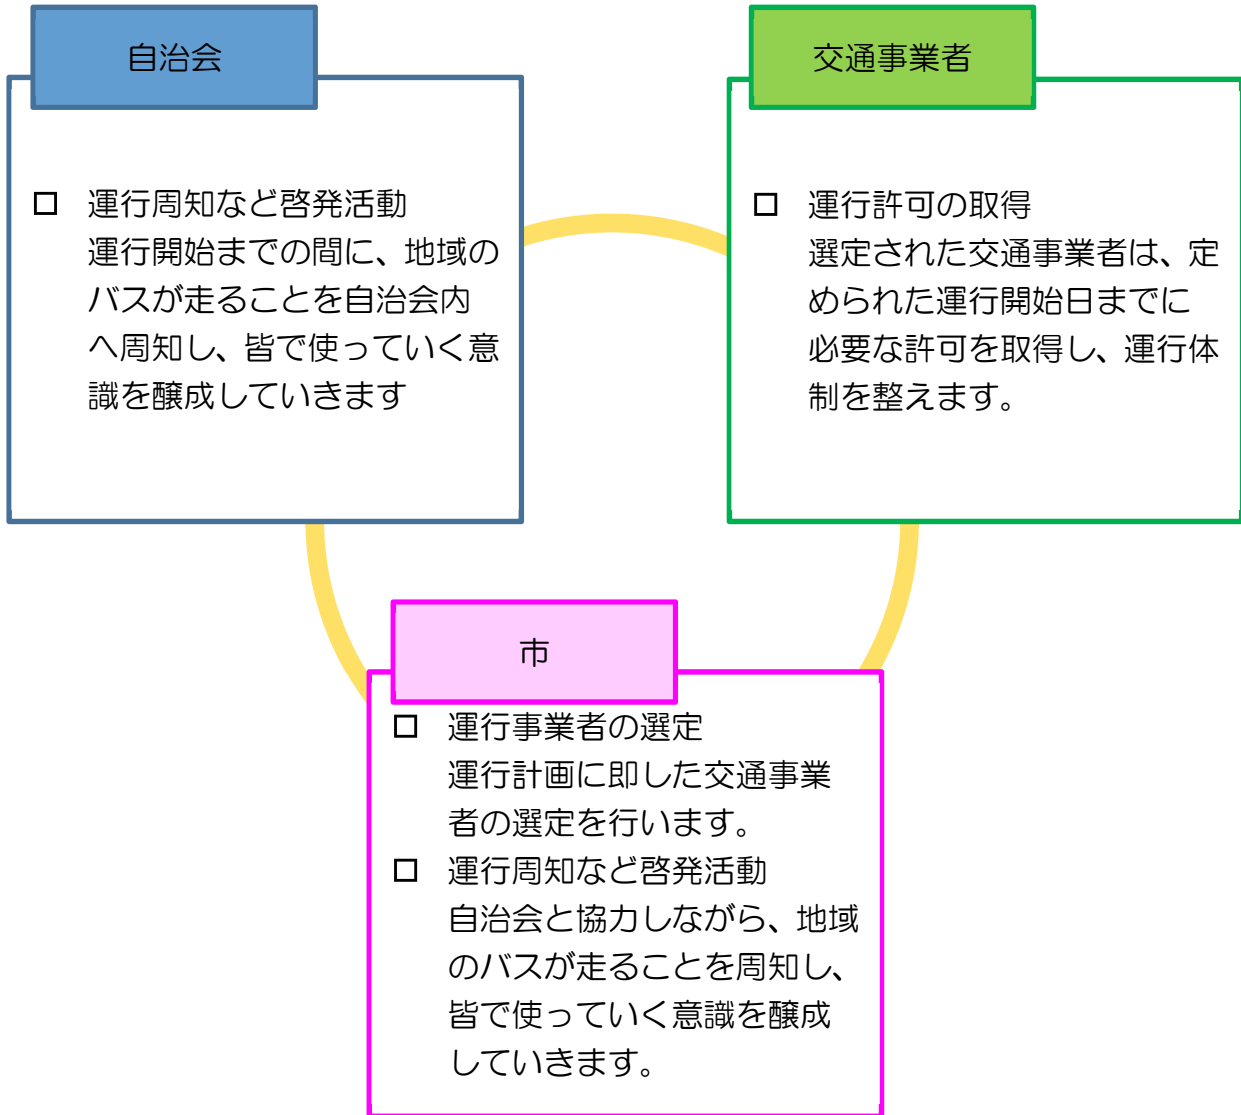 自治会
□ 運行周知など啓発活動
運行開始までの間に、地域の
バスが走ることを自治会内
へ周知し、皆で使っていく意
識を醸成していきます
交通事業者
□ 運行許可の取得
選定された交通事業者は、定
められた運行開始日までに
必要な許可を取得し、運行体
制を整えます。
市
□ 運行事業者の選定
運行計画に即した交通事業
者の選定を行います。
□ 運行周知など啓発活動
自治会と協力しながら、地域
のバスが走ることを周知し、
皆で使っていく意識を醸成
していきます。